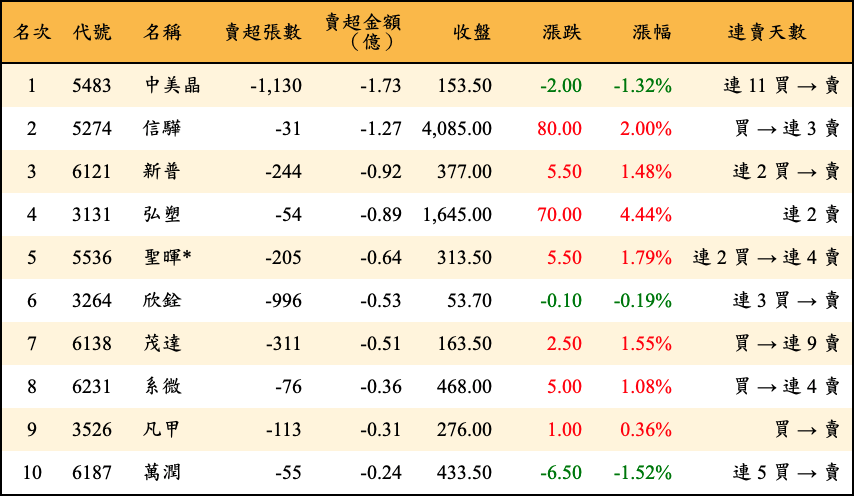 名次 代號 名稱 賣超張數 賣超金額（億） 收盤 漲跌 漲幅 連賣天數
1 5483 中美晶 -1,130 -1.73 153.50 -2.00 -1.32% 連 11 買 → 賣
2 5274 信驊 -31 -1.27 4,085.00 80.00 2.00% 買 → 連 3 賣
3 6121 新普 -244 -0.92 377.00 5.50 1.48% 連 2 買 → 賣
4 3131 弘塑 -54 -0.89 1,645.00 70.00 4.44% 連 2 賣
5 5536 聖暉* -205 -0.64 313.50 5.50 1.79% 連 2 買 → 連 4 賣
6 3264 欣銓 -996 -0.53 53.70 -0.10 -0.19% 連 3 買 → 賣
7 6138 茂達 -311 -0.51 163.50 2.50 1.55% 買 → 連 9 賣
8 6231 系微 -76 -0.36 468.00 5.00 1.08% 買 → 連 4 賣
9 3526 凡甲 -113 -0.31 276.00 1.00 0.36% 買 → 賣
10 6187 萬潤 -55 -0.24 433.50 -6.50 -1.52% 連 5 買 → 賣